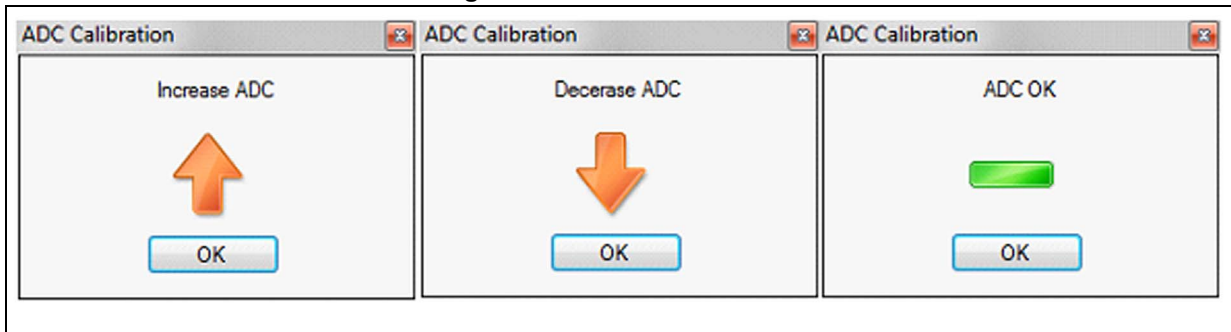 ADC Calibration
Increase ADC
OK
ADC Calibration
Decerase ADC
OK
ADC Calibration
ADC OK
OK